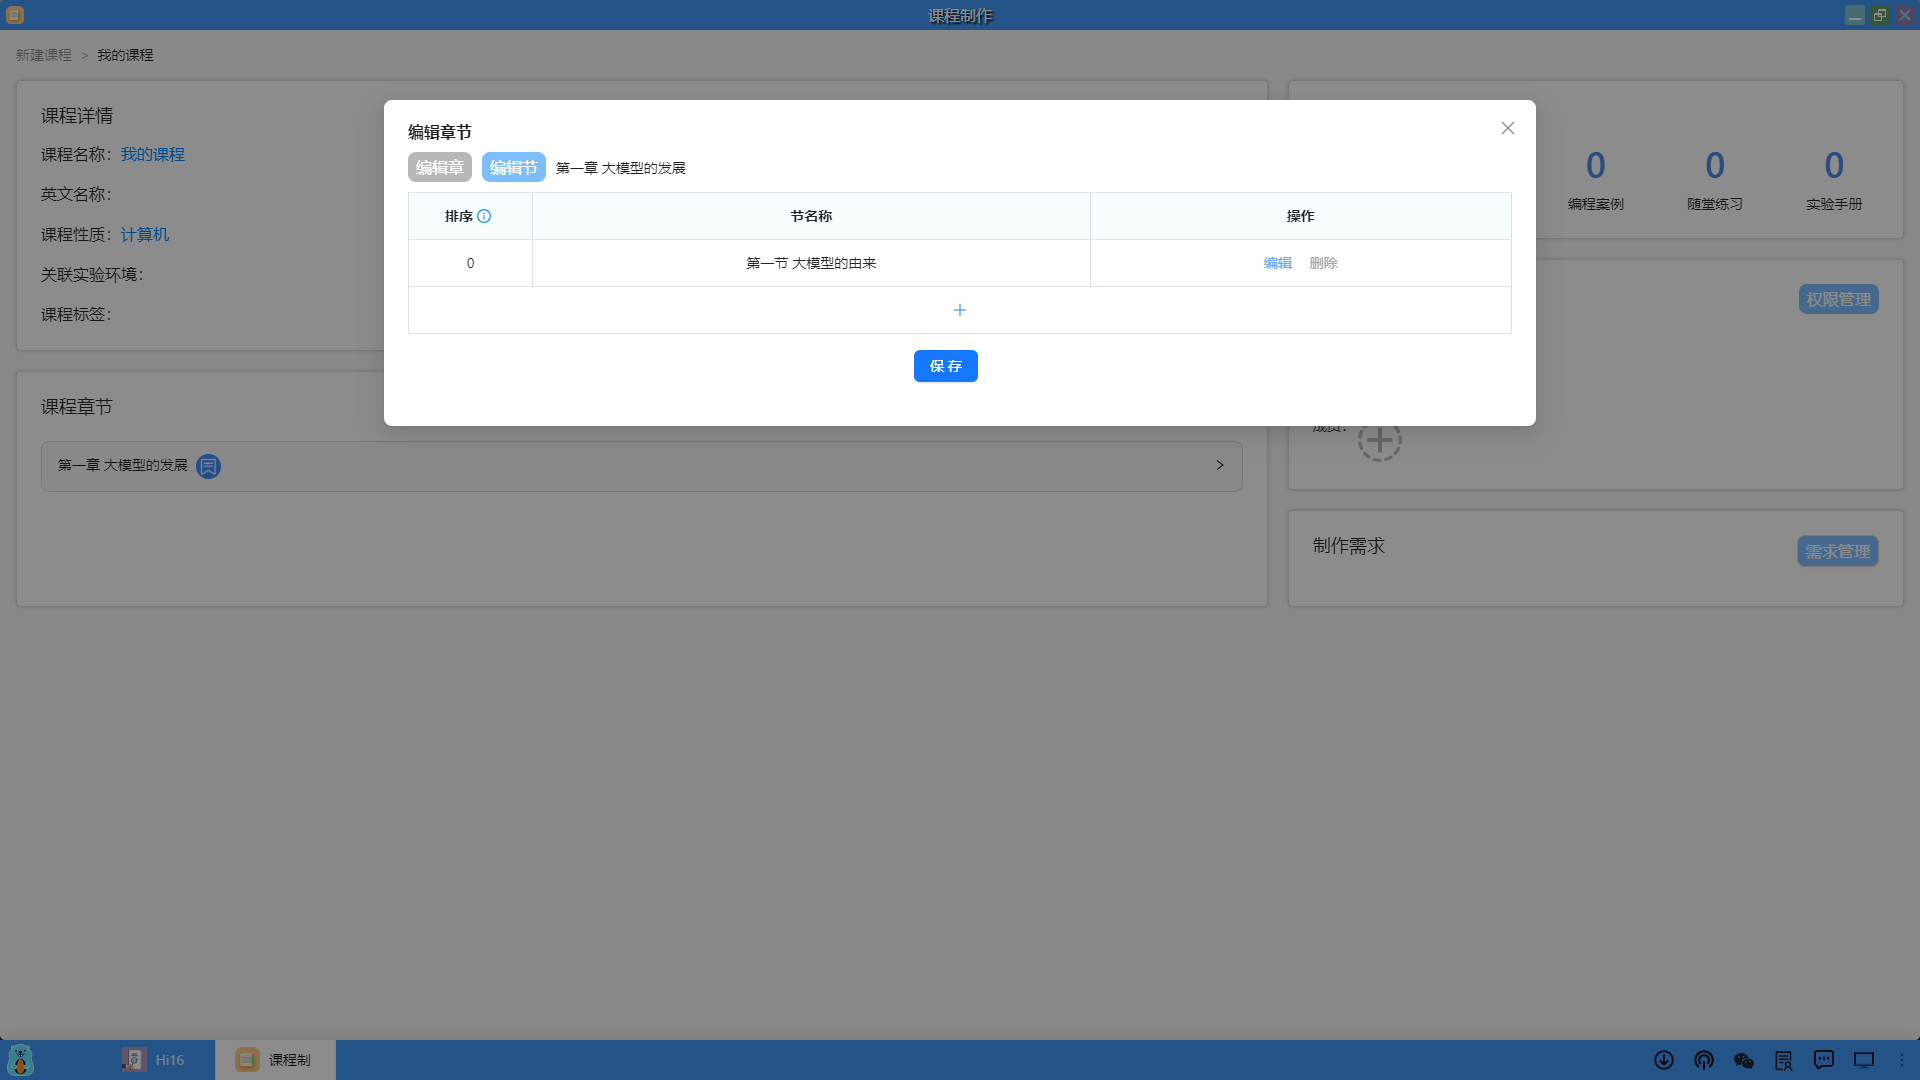 课程制作
新建课程 > 我的课程
课程详情
课程名称：我的课程
英文名称：
课程性质：计算机
关联实验环境：
课程标签：
编辑章节
编辑章 编辑节 第一章 大模型的发展
排序 节名称 操作
0 第一节 大模型的由来 编辑 删除
+
保存
0 0 0
编程案例 随堂练习 实验手册
权限管理
成员：
课程章节
第一章 大模型的发展
制作需求
需求管理
Hi16 课程制